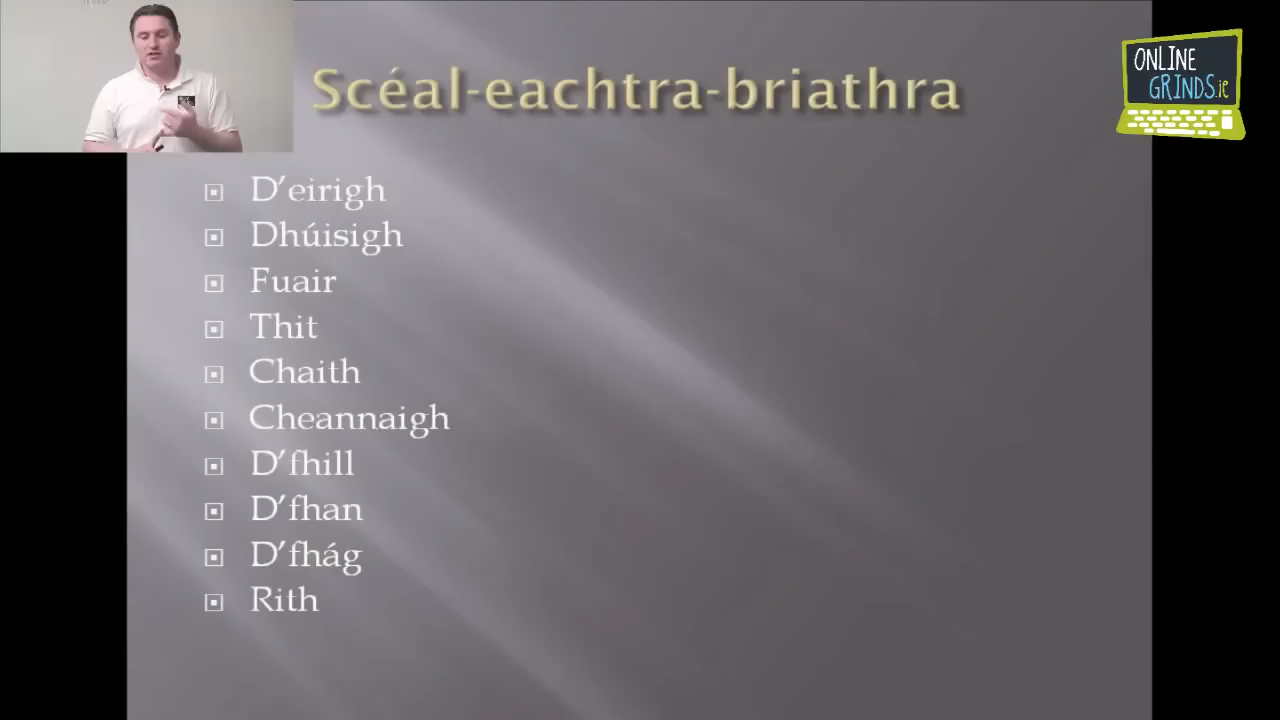 Scéal-eachtra-briathra
ONLINE
GRINDS.ie
D'eirigh
Dhúisigh
Fuair
Thit
Chaith
Cheannaigh
D'fhill
D'fhan
D'fhág
Rith